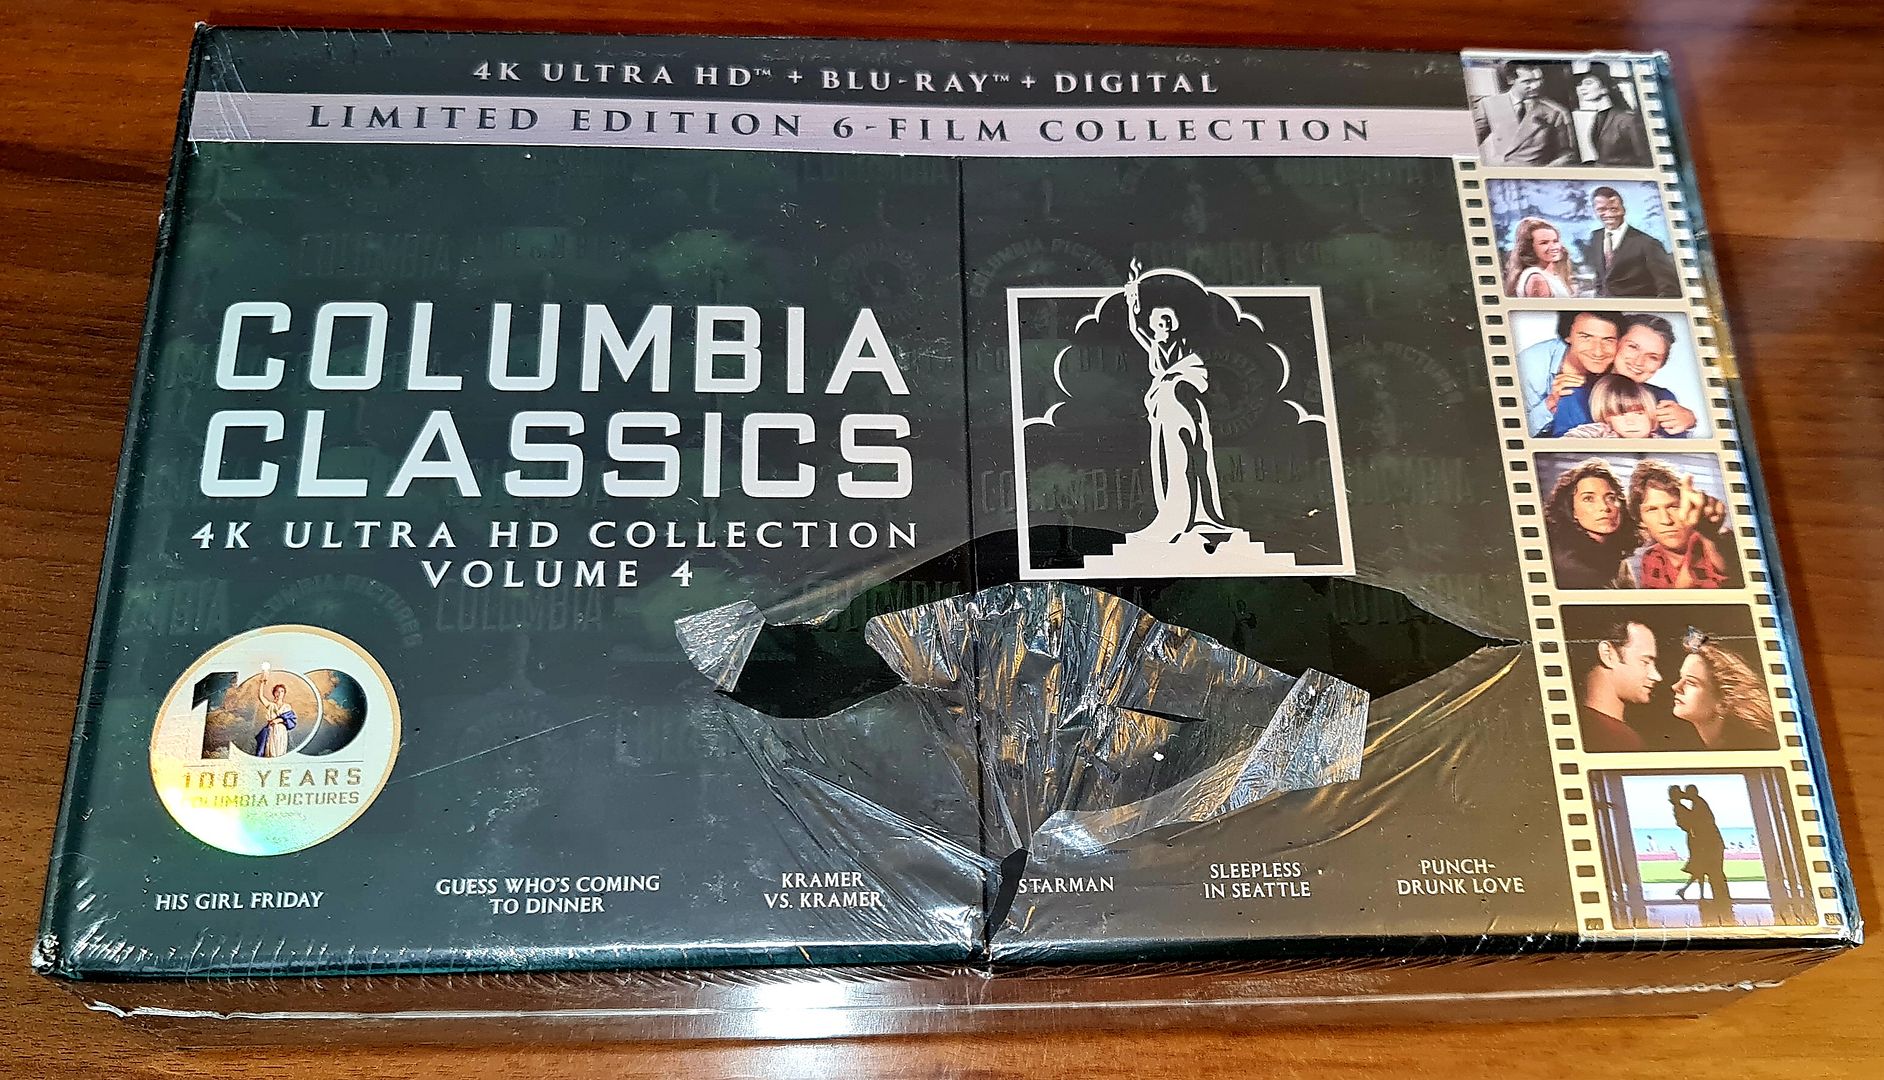 4K ULTRA HD™ + BLU-RAY™ + DIGITAL
LIMITED EDITION 6-FILM COLLECTION
COLUMBIA
CLASSICS
4K ULTRA HD COLLECTION
VOLUME 4
100
100 YEARS
COLUMBIA PICTURES
HIS GIRL FRIDAY
GUESS WHO'S COMING
TO DINNER
KRAMER
VS. KRAMER
STARMAN
SLEEPLESS
IN SEATTLE
PUNCH-
DRUNK LOVE